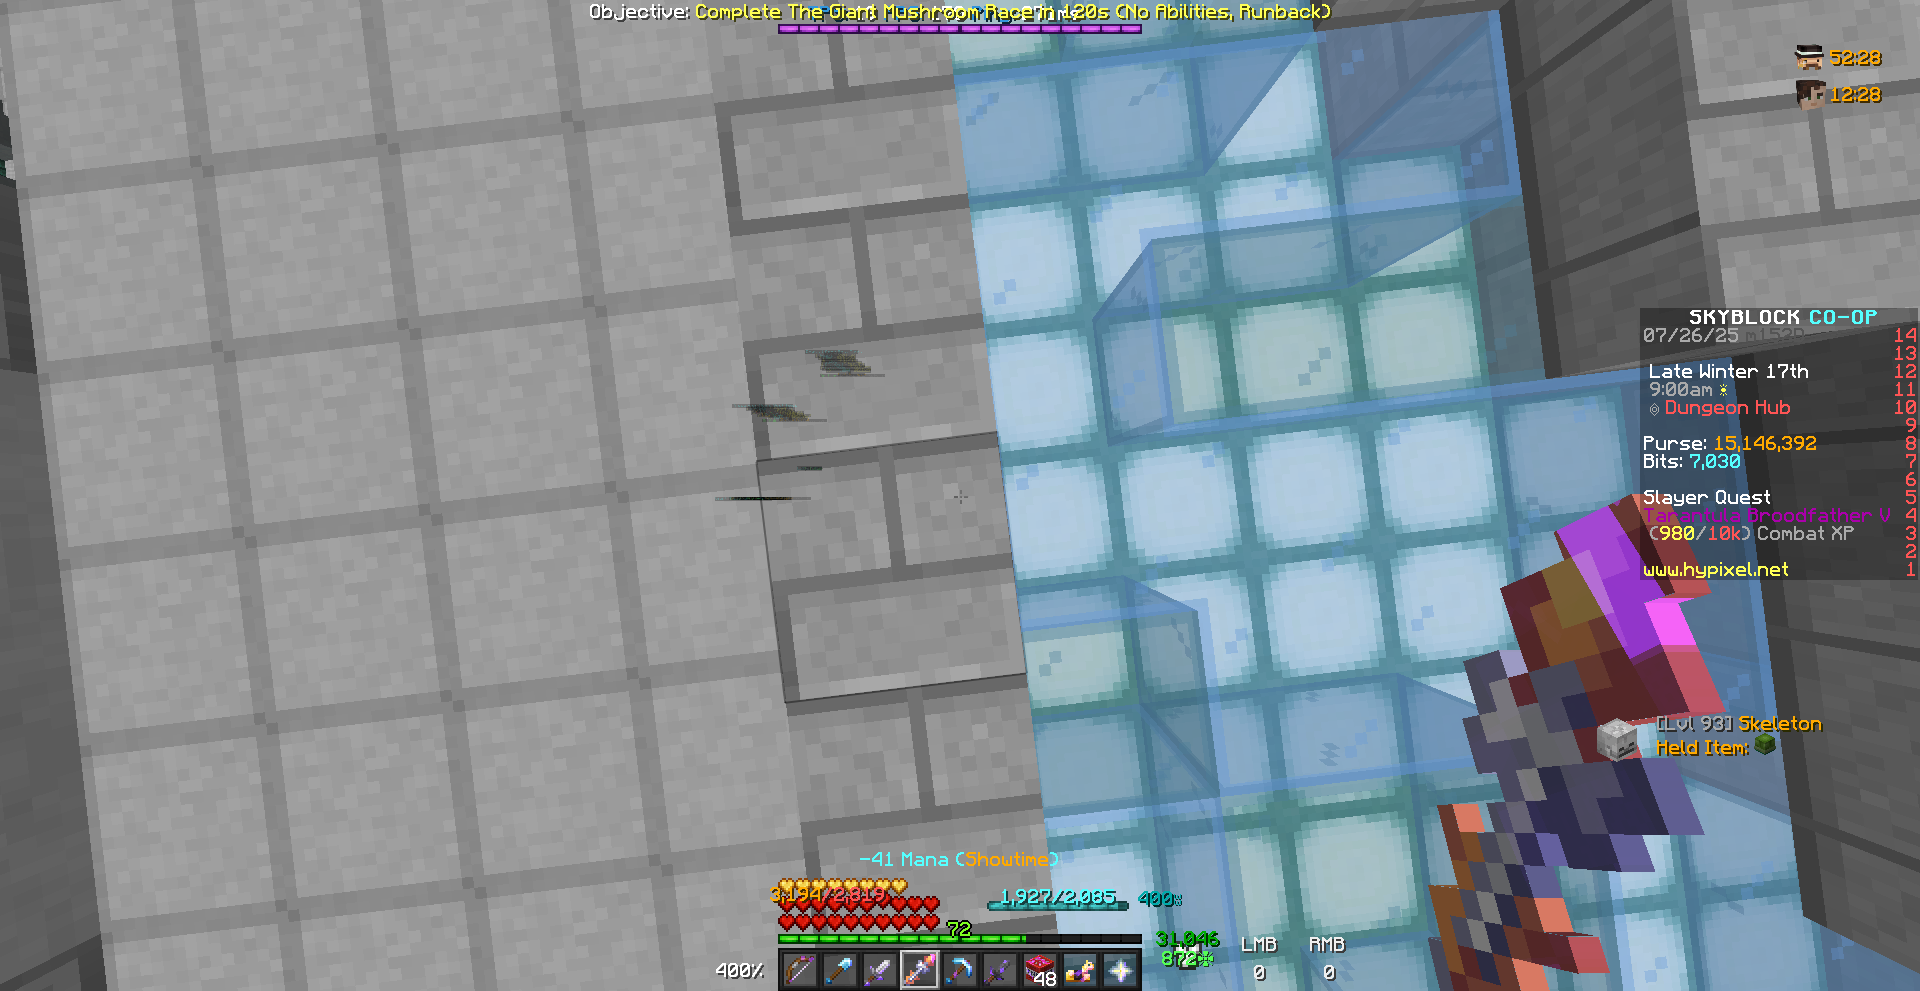 Objective: Complete The Giant Mushroom Race in 120s (No Abilities, Runback)
52:28
12:28
SKYBLOCK CO-OP
07/26/25 14
13
Late Winter 17th 12
9:00am 11
Dungeon Hub 10
9
Purse: 15,146,392 8
Bits: 7,030 7
6
Slayer Quest 5
Tarantula Broodfather V 4
(980/10k) Combat XP 3
2
www.hypixel.net 1
[Lvl 93] Skeleton
Held Item:
-41 Mana (Showtime)
3,194/2,819
1,927/2,085 400%
72
31,046
872
LMB RMB
0 0
400%
48